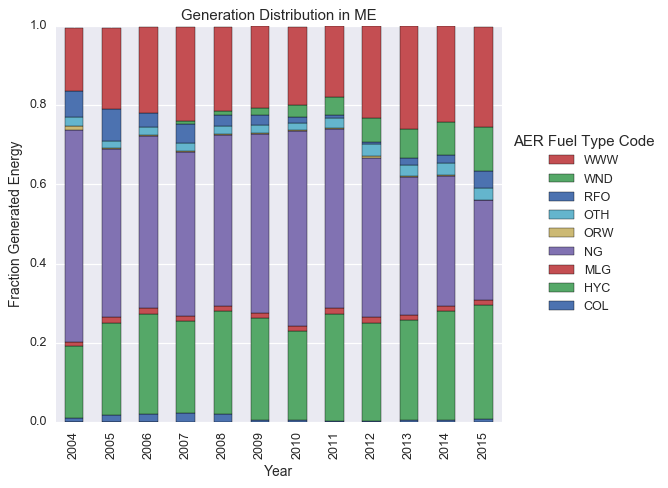 Generation Distribution in ME
1.0
0.8
0.6
0.4
0.2
0.0
Fraction Generated Energy
2004
2005
2006
2007
2008
2009
2010
2011
2012
2013
2014
2015
Year
AER Fuel Type Code
WWW
WND
RFO
OTH
ORW
NG
MLG
HYC
COL